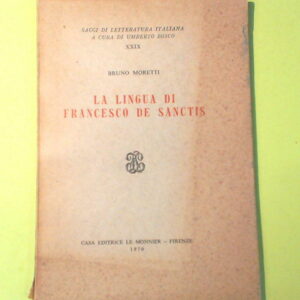 SAGGI DI LETTERATURA ITALIANA
A CURA DI UMBERTO BOSCO
XXIX
BRUNO MORETTI
LA LINGUA DI
FRANCESCO DE SANCTIS
CASA EDITRICE LE MONNIER - FIRENZE
1970